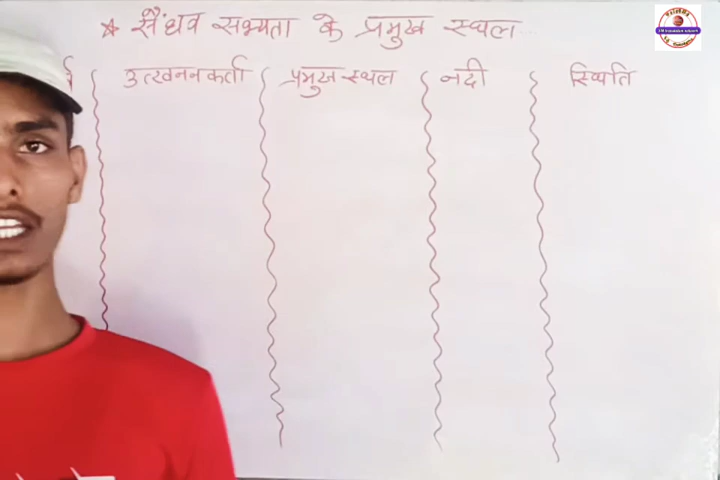 ★ सैंधव सभ्यता के प्रमुख स्थल
उत्खननकर्ता प्रमुख स्थल नदी स्थिति